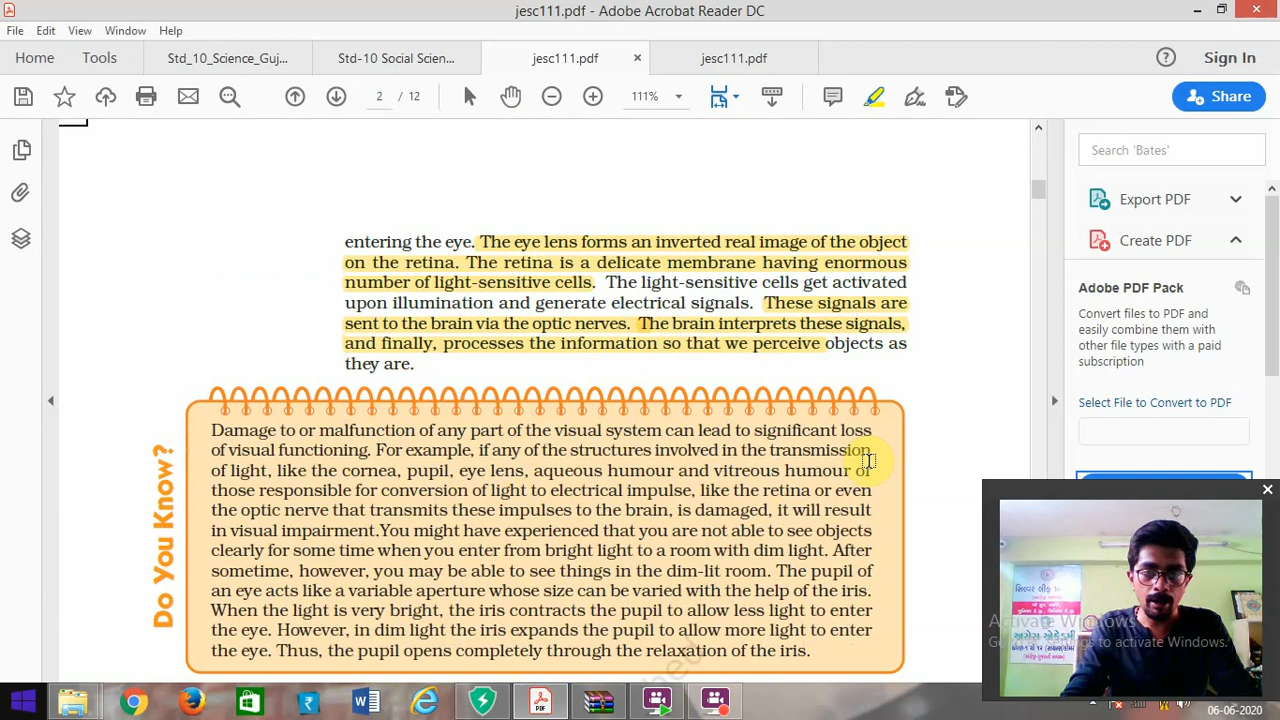 jesc111.pdf - Adobe Acrobat Reader DC
File Edit View Window Help
Home Tools Std_10_Science_Guj... Std-10 Social Scien... jesc111.pdf × jesc111.pdf Sign In
2 / 12 111% Share
entering the eye. The eye lens forms an inverted real image of the object
on the retina. The retina is a delicate membrane having enormous
number of light-sensitive cells. The light-sensitive cells get activated
upon illumination and generate electrical signals. These signals are
sent to the brain via the optic nerves. The brain interprets these signals,
and finally, processes the information so that we perceive objects as
they are.
Do You Know?
Damage to or malfunction of any part of the visual system can lead to significant loss
of visual functioning. For example, if any of the structures involved in the transmission
of light, like the cornea, pupil, eye lens, aqueous humour and vitreous humour or
those responsible for conversion of light to electrical impulse, like the retina or even
the optic nerve that transmits these impulses to the brain, is damaged, it will result
in visual impairment.You might have experienced that you are not able to see objects
clearly for some time when you enter from bright light to a room with dim light. After
sometime, however, you may be able to see things in the dim-lit room. The pupil of
an eye acts like a variable aperture whose size can be varied with the help of the iris.
When the light is very bright, the iris contracts the pupil to allow less light to enter
the eye. However, in dim light the iris expands the pupil to allow more light to enter
the eye. Thus, the pupil opens completely through the relaxation of the iris.
Search 'Bates'
Export PDF
Create PDF
Adobe PDF Pack
Convert files to PDF and
easily combine them with
other file types with a paid
subscription
Select File to Convert to PDF
Activate Windows
Go to Settings to activate Windows.
06-06-2020